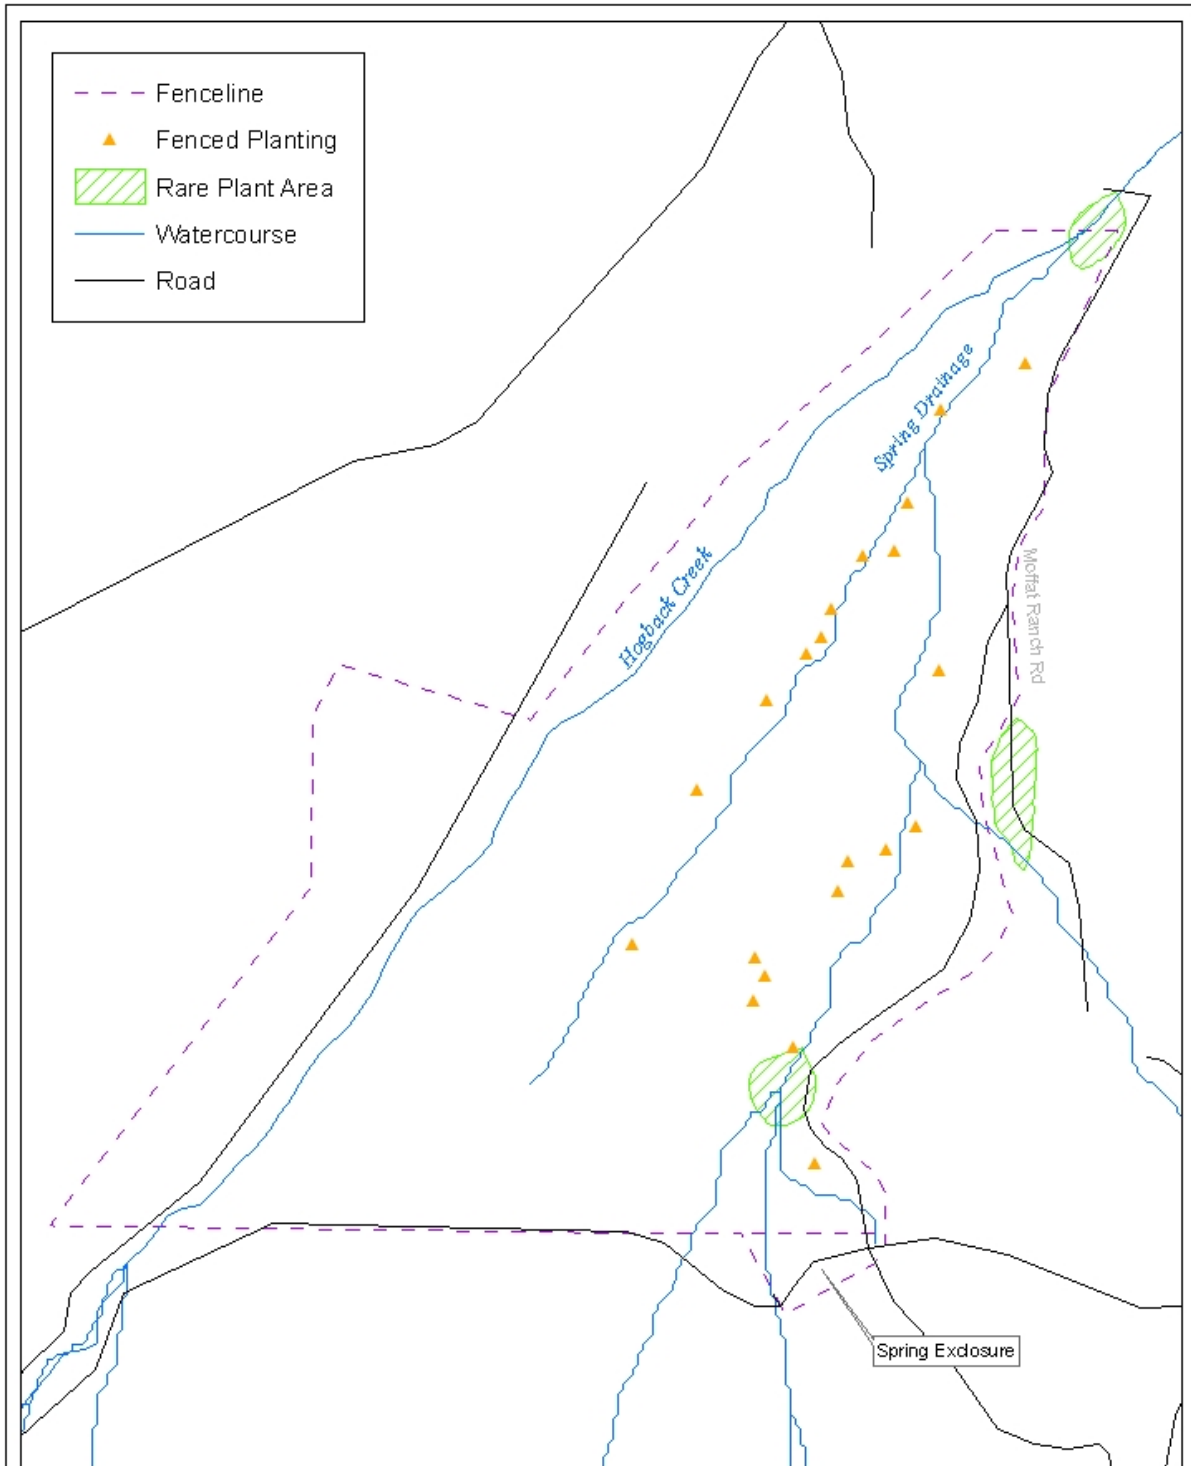 Fenceline
Fenced Planting
Rare Plant Area
Watercourse
Road
Spring Drainage
Hogback Creek
Moffat Ranch Rd
Spring Exclosure